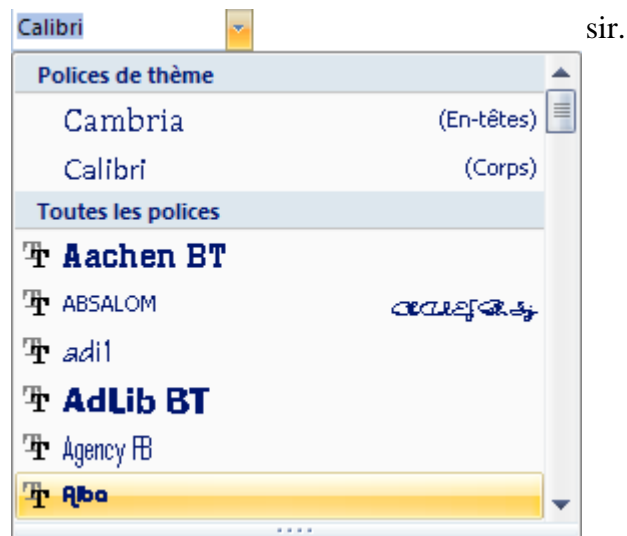 Calibri sir.
Polices de thème
Cambria (En-têtes)
Calibri (Corps)
Toutes les polices
Aachen BT
ABSALOM
adi1
AdLib BT
Agency FB
Alba